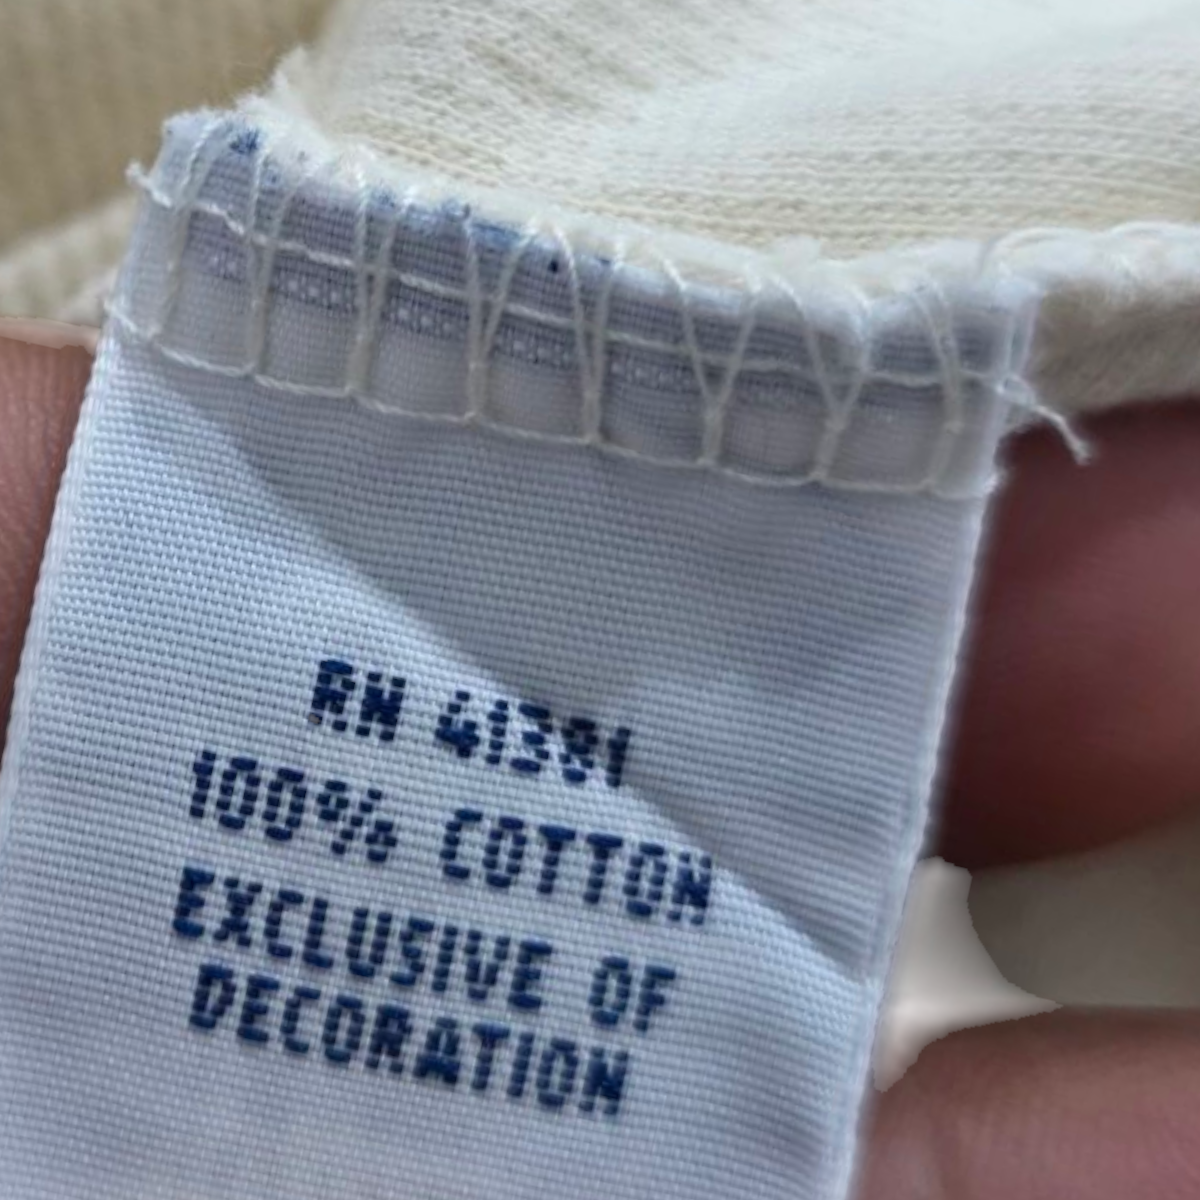 RN 41381
100% COTTON
EXCLUSIVE OF
DECORATION